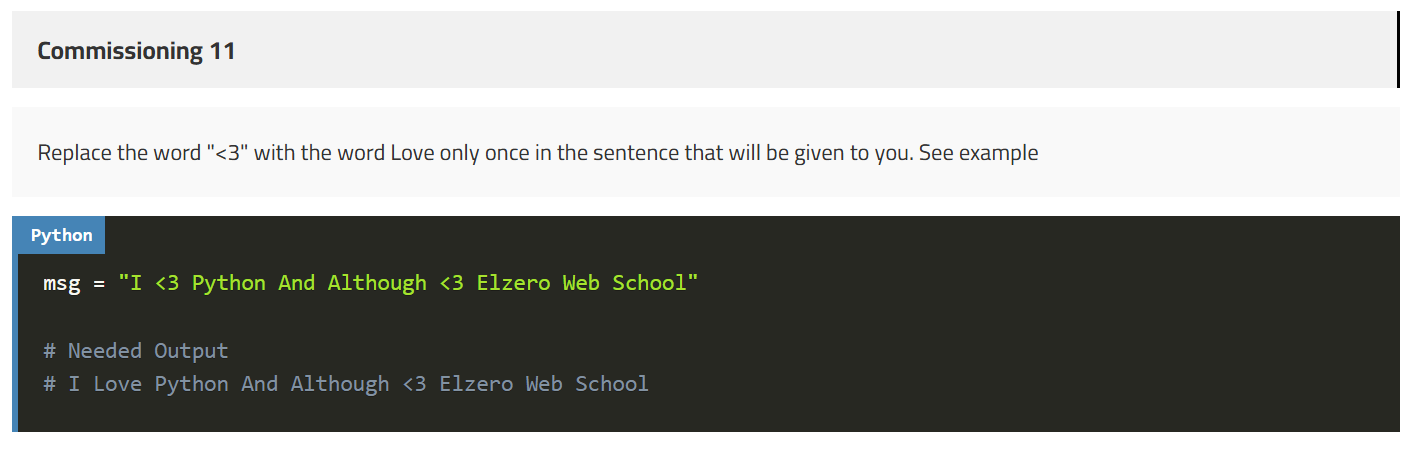 Commissioning 11
Replace the word "<3" with the word Love only once in the sentence that will be given to you. See example
Python
msg = "I <3 Python And Although <3 Elzero Web School"
# Needed Output
# I Love Python And Although <3 Elzero Web School